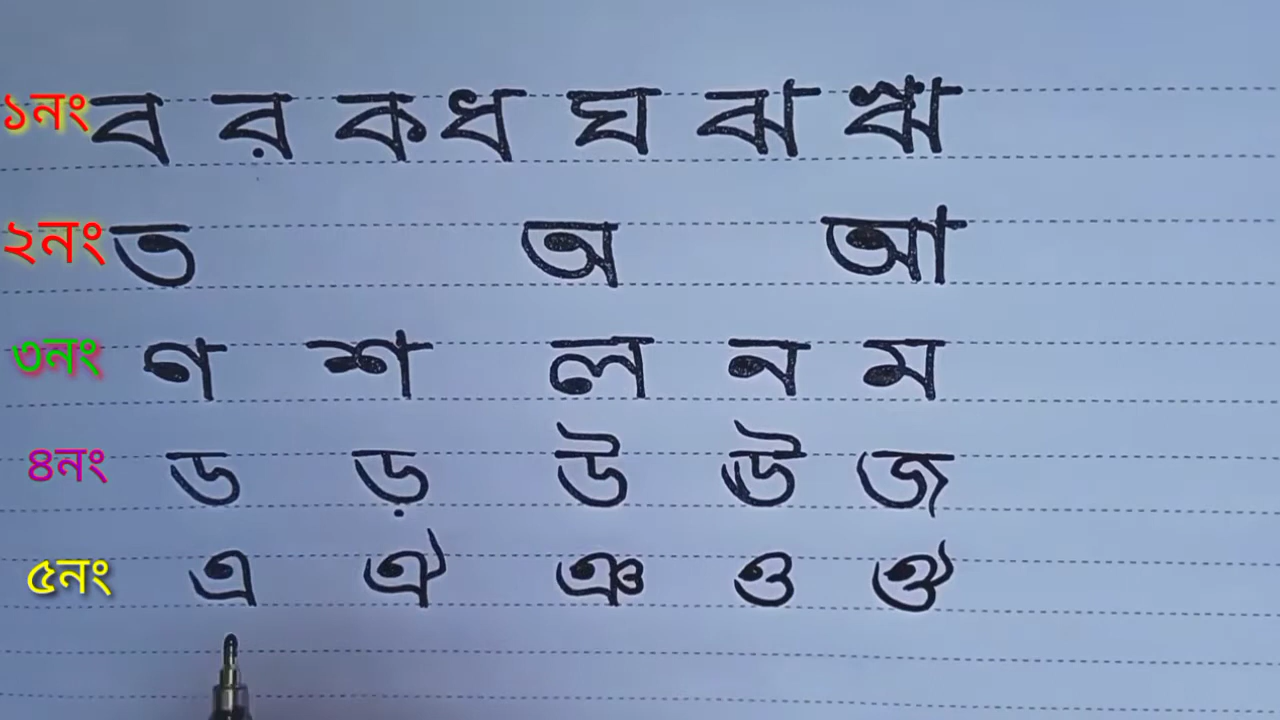 ১নং ব র ক ধ ঘ ঝ ঋ
২নং ত অ আ
৩নং ণ শ ল ন ম
৪নং ড ড় উ ঊ জ
৫নং এ ঐ ঞ ও ঔ